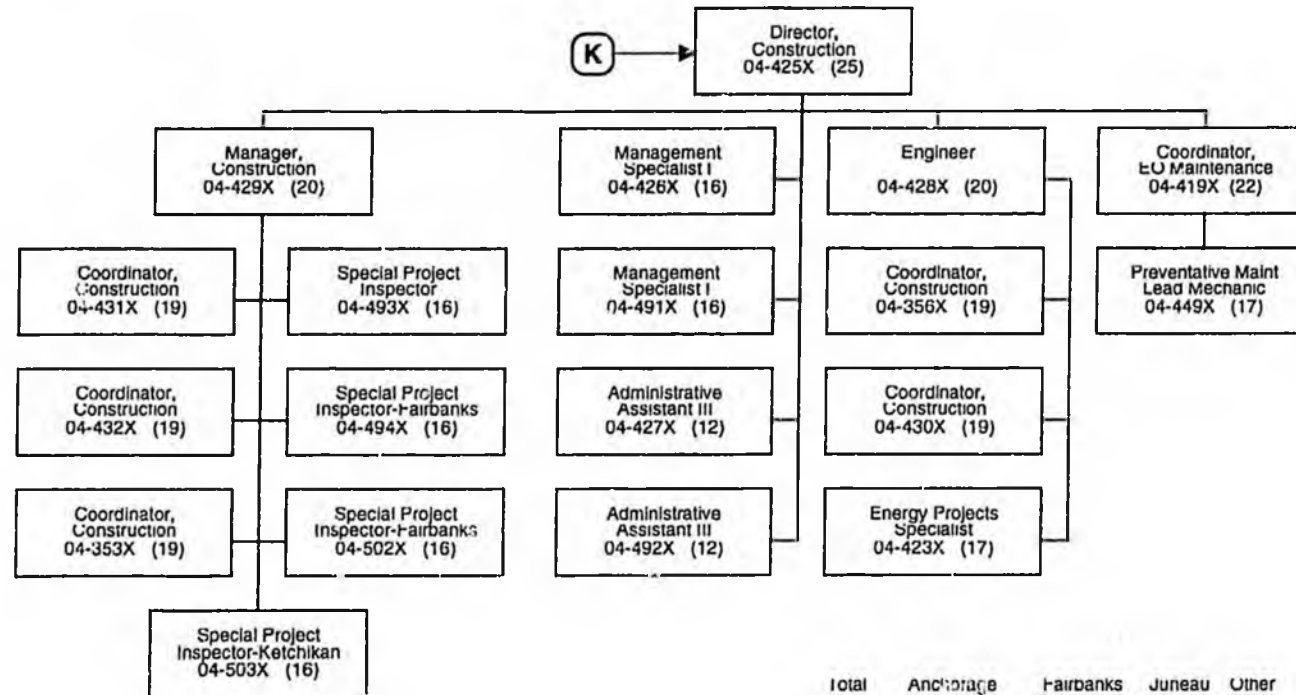 Director,
Construction
04-425X (25)
K
Manager,
Construction
04-429X (20)
Management
Specialist I
04-426X (16)
Engineer
04-428X (20)
Coordinator,
EO Maintenance
04-419X (22)
Coordinator,
Construction
04-431X (19)
Special Project
Inspector
04-493X (16)
Management
Specialist I
04-491X (16)
Coordinator,
Construction
04-356X (19)
Preventative Maint
Lead Mechanic
04-449X (17)
Coordinator,
Construction
04-432X (19)
Special Project
Inspector-Fairbanks
04-494X (16)
Administrative
Assistant III
04-427X (12)
Coordinator,
Construction
04-430X (19)
Coordinator,
Construction
04-353X (19)
Special Project
Inspector-Fairbanks
04-502X (16)
Administrative
Assistant III
04-492X (12)
Energy Projects
Specialist
04-423X (17)
Special Project
Inspector-Ketchikan
04-503X (16)
Total Anchorage Fairbanks Juneau Other